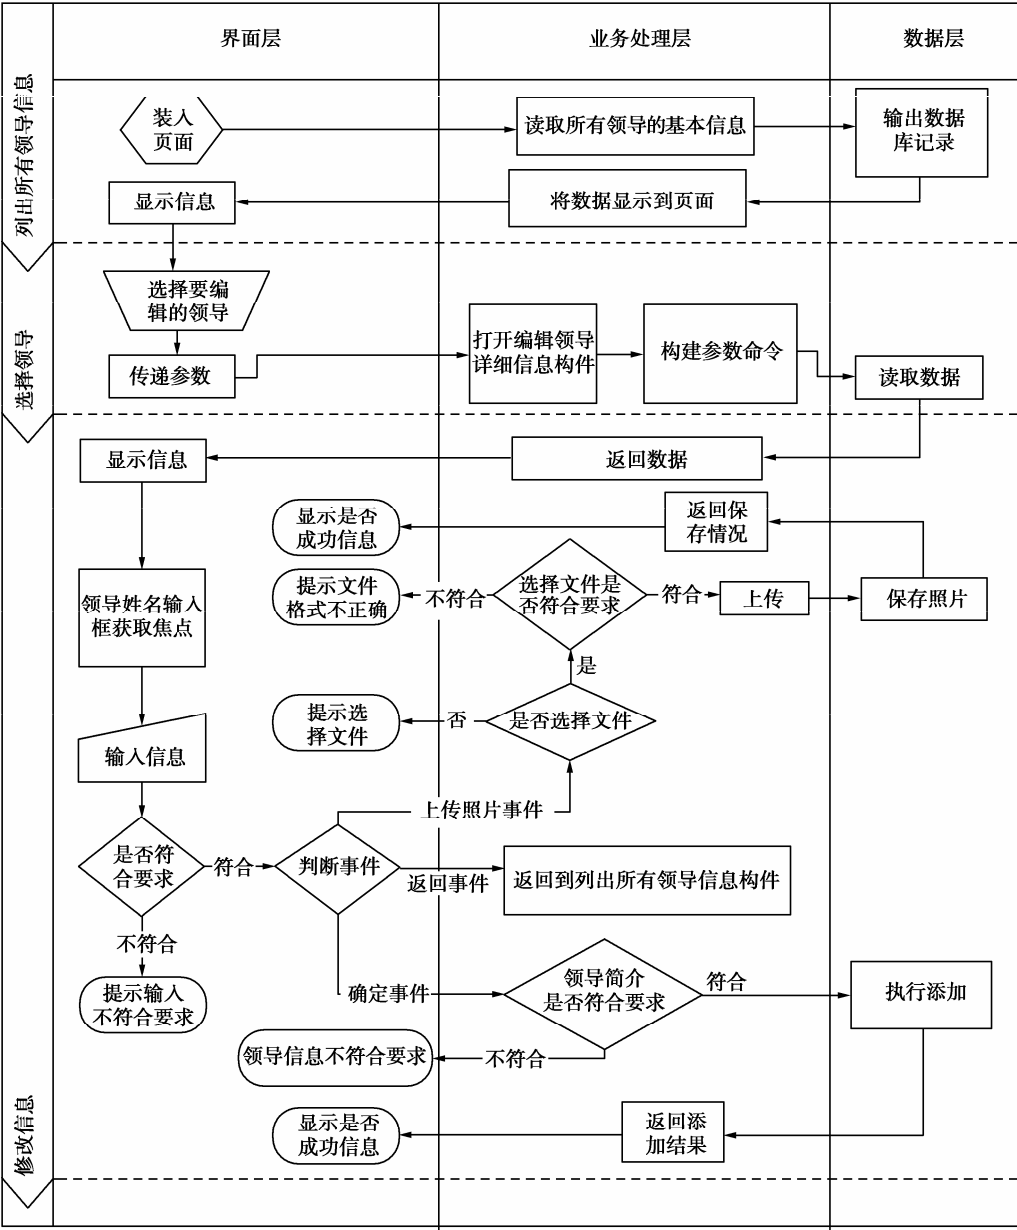 界面层
业务处理层
数据层
列出所有领导信息
装入
页面
读取所有领导的基本信息
输出数据
库记录
显示信息
将数据显示到页面
选择领导
选择要编
辑的领导
传递参数
打开编辑领导
详细信息构件
构建参数命令
读取数据
修改信息
显示信息
返回数据
显示是否
成功信息
返回保
存情况
领导姓名输入
框获取焦点
提示文件
格式不正确
不符合
选择文件是
否符合要求
符合
上传
保存照片
是
提示选
择文件
否
是否选择文件
输入信息
上传照片事件
是否符
合要求
符合
判断事件
返回事件
返回到列出所有领导信息构件
不符合
提示输入
不符合要求
确定事件
领导简介
是否符合要求
符合
执行添加
领导信息不符合要求
不符合
显示是否
成功信息
返回添
加结果